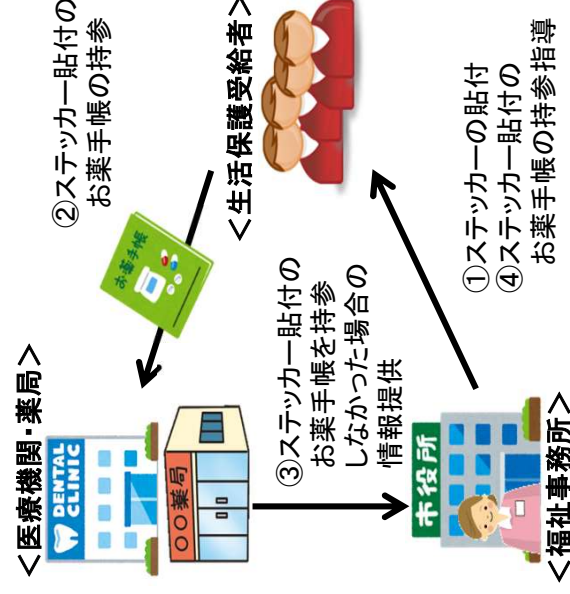 <医療機関・薬局>
DENTAL
CLINIC
○○薬局
お薬手帳
②ステッカー貼付の
お薬手帳の持参
<生活保護受給者>
③ステッカー貼付の
お薬手帳を持参
しなかった場合の
情報提供
市役所
<福祉事務所>
①ステッカーの貼付
④ステッカー貼付の
お薬手帳の持参指導